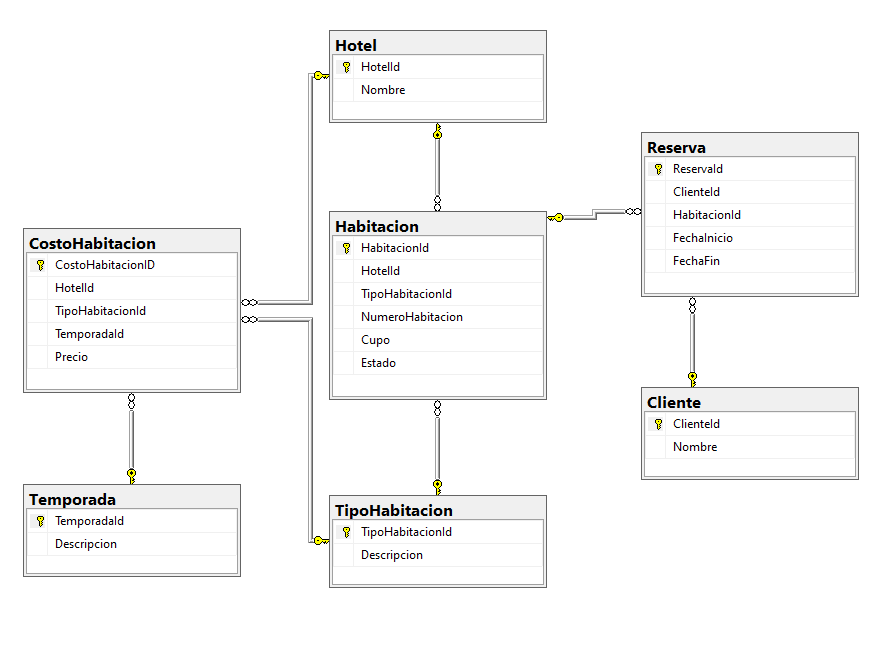 Hotel
HotelId
Nombre
Reserva
ReservaId
ClienteId
HabitacionId
FechaInicio
FechaFin
Habitacion
HabitacionId
HotelId
TipoHabitacionId
NumeroHabitacion
Cupo
Estado
CostoHabitacion
CostoHabitacionID
HotelId
TipoHabitacionId
TemporadaId
Precio
Cliente
ClienteId
Nombre
Temporada
TemporadaId
Descripcion
TipoHabitacion
TipoHabitacionId
Descripcion